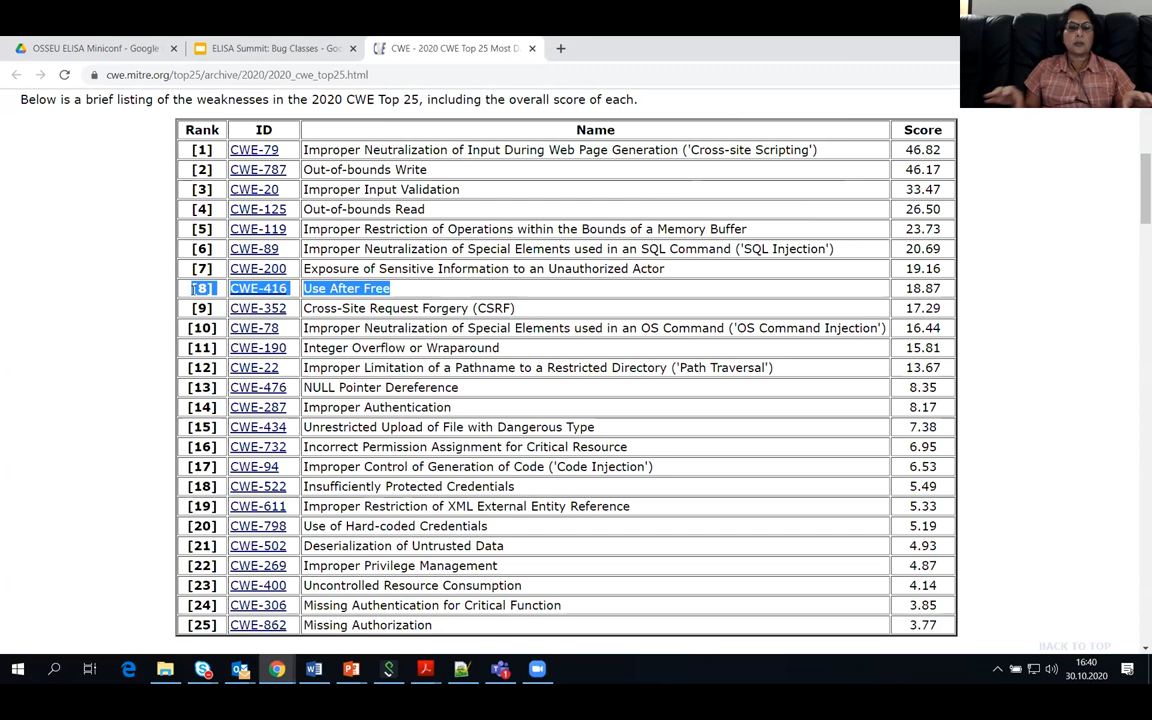 OSSEU ELISA Miniconf - Google
ELISA Summit: Bug Classes - Goo
CWE - 2020 CWE Top 25 Most D
cwe.mitre.org/top25/archive/2020/2020_cwe_top25.html
Below is a brief listing of the weaknesses in the 2020 CWE Top 25, including the overall score of each.
Rank ID Name Score
[1] CWE-79 Improper Neutralization of Input During Web Page Generation ('Cross-site Scripting') 46.82
[2] CWE-787 Out-of-bounds Write 46.17
[3] CWE-20 Improper Input Validation 33.47
[4] CWE-125 Out-of-bounds Read 26.50
[5] CWE-119 Improper Restriction of Operations within the Bounds of a Memory Buffer 23.73
[6] CWE-89 Improper Neutralization of Special Elements used in an SQL Command ('SQL Injection') 20.69
[7] CWE-200 Exposure of Sensitive Information to an Unauthorized Actor 19.16
[8] CWE-416 Use After Free 18.87
[9] CWE-352 Cross-Site Request Forgery (CSRF) 17.29
[10] CWE-78 Improper Neutralization of Special Elements used in an OS Command ('OS Command Injection') 16.44
[11] CWE-190 Integer Overflow or Wraparound 15.81
[12] CWE-22 Improper Limitation of a Pathname to a Restricted Directory ('Path Traversal') 13.67
[13] CWE-476 NULL Pointer Dereference 8.35
[14] CWE-287 Improper Authentication 8.17
[15] CWE-434 Unrestricted Upload of File with Dangerous Type 7.38
[16] CWE-732 Incorrect Permission Assignment for Critical Resource 6.95
[17] CWE-94 Improper Control of Generation of Code ('Code Injection') 6.53
[18] CWE-522 Insufficiently Protected Credentials 5.49
[19] CWE-611 Improper Restriction of XML External Entity Reference 5.33
[20] CWE-798 Use of Hard-coded Credentials 5.19
[21] CWE-502 Deserialization of Untrusted Data 4.93
[22] CWE-269 Improper Privilege Management 4.87
[23] CWE-400 Uncontrolled Resource Consumption 4.14
[24] CWE-306 Missing Authentication for Critical Function 3.85
[25] CWE-862 Missing Authorization 3.77
BACK TO TOP
16:40
30.10.2020